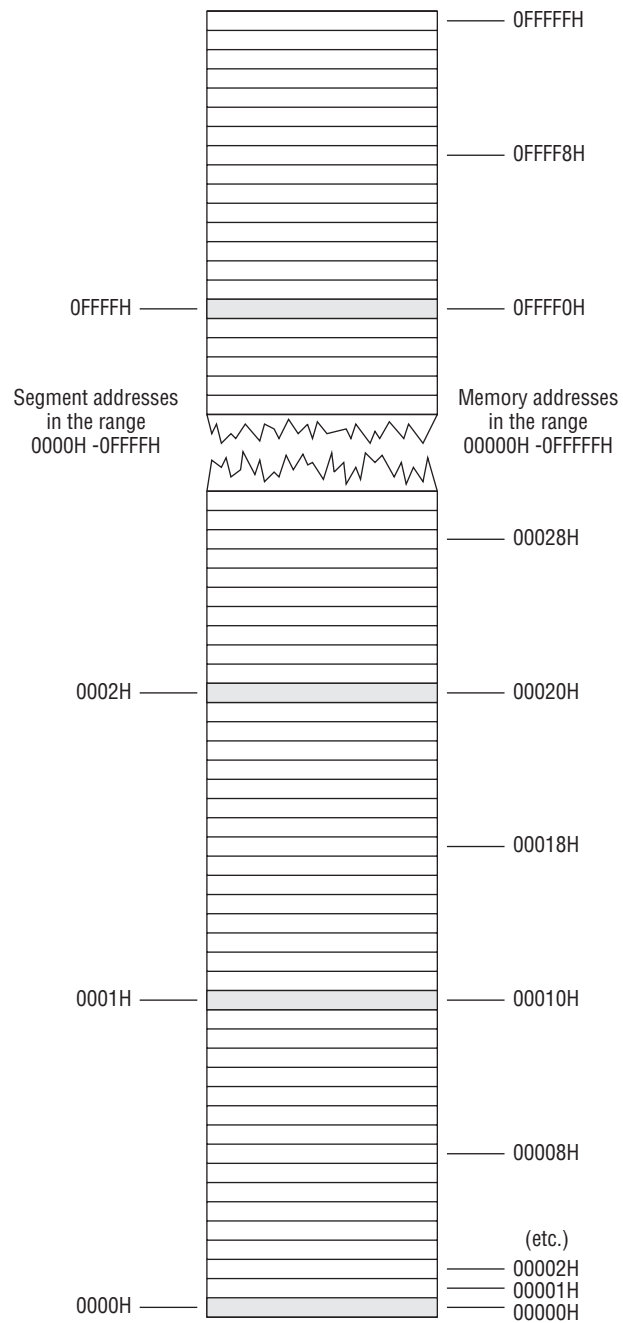 0FFFFFH
0FFFF8H
0FFFFH
0FFFF0H
Segment addresses
in the range
0000H -0FFFFH
Memory addresses
in the range
00000H -0FFFFFH
00028H
0002H
00020H
00018H
0001H
00010H
00008H
(etc.)
00002H
00001H
0000H
00000H